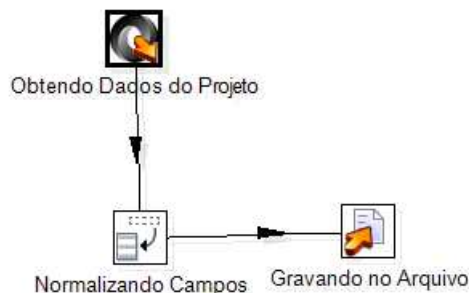 Obtendo Dados do Projeto
Normalizando Campos
Gravando no Arquivo